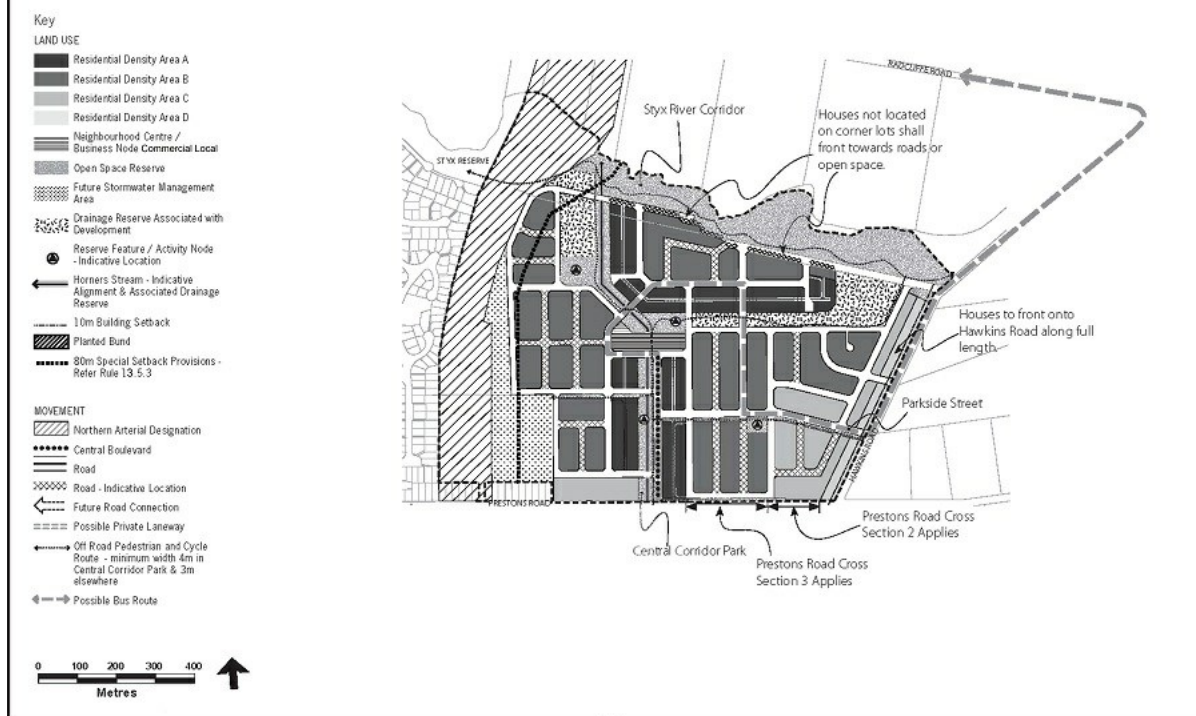 Key
LAND USE
Residential Density Area A
Residential Density Area B
Residential Density Area C
Residential Density Area D
Neighbourhood Centre /
Business Node Commercial Local
Open Space Reserve
Future Stormwater Management
Area
Drainage Reserve Associated with
Development
Reserve Feature / Activity Node
- Indicative Location
Horners Stream - Indicative
Alignment & Associated Drainage
Reserve
10m Building Setback
Planted Bund
80m Special Setback Provisions -
Refer Rule 13.5.3
MOVEMENT
Northern Arterial Designation
Central Boulevard
Road
Road - Indicative Location
Future Road Connection
Possible Private Laneway
Off Road Pedestrian and Cycle
Route - minimum width 4m in
Central Corridor Park & 3m
elsewhere
Possible Bus Route
0 100 200 300 400
Metres
RADCLIFFE ROAD
Styx River Corridor
Houses not located
on corner lots shall
front towards roads or
open space.
STYX RESERVE
Houses to front onto
Hawkins Road along full
length.
Parkside Street
PRESTONS ROAD
Prestons Road Cross
Section 2 Applies
Central Corridor Park
Prestons Road Cross
Section 3 Applies